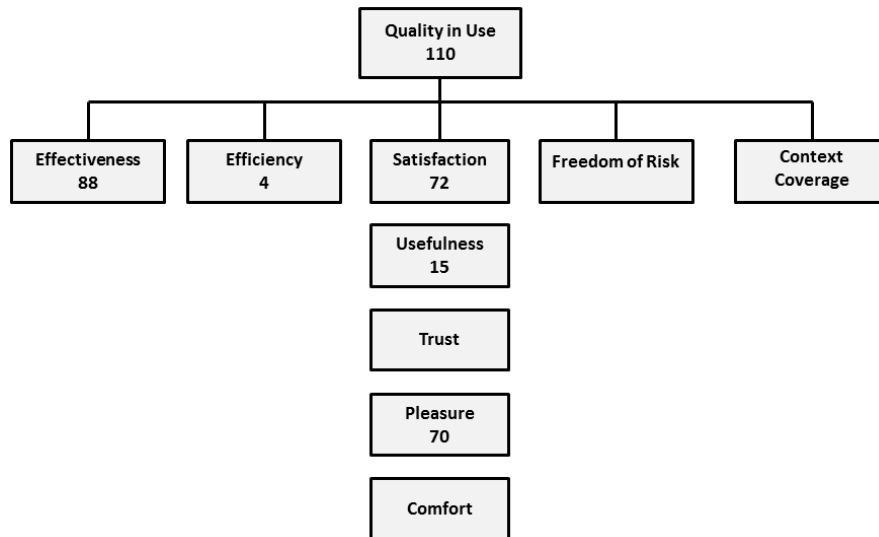 Quality in Use
110
Effectiveness
88
Efficiency
4
Satisfaction
72
Freedom of Risk
Context
Coverage
Usefulness
15
Trust
Pleasure
70
Comfort